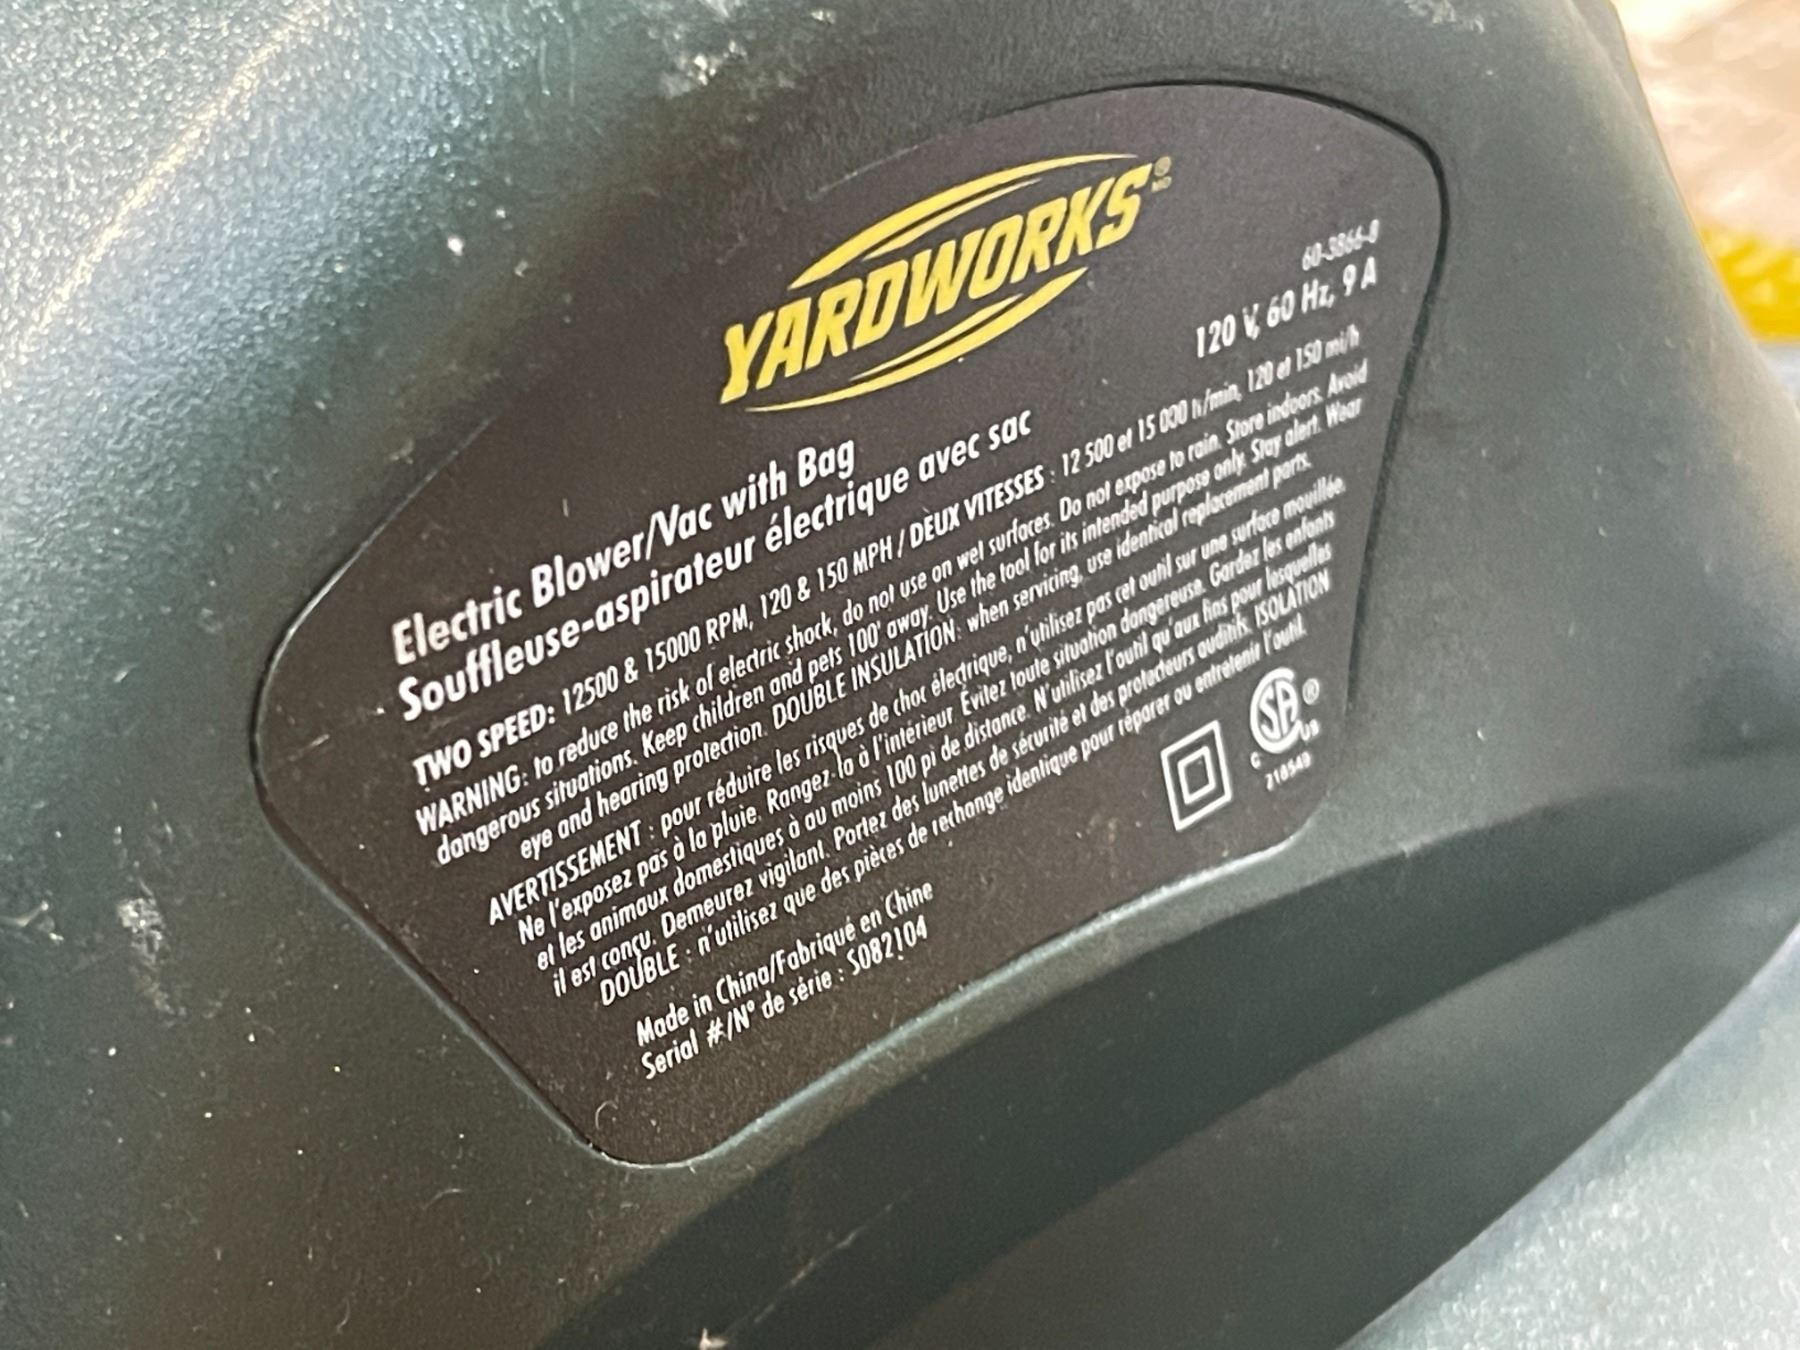 YARDWORKS® MD
60-3866-8
120 V, 60 Hz, 9 A
Electric Blower/Vac with Bag
Souffleuse-aspirateur électrique avec sac
TWO SPEED: 12500 & 15000 RPM, 120 & 150 MPH / DEUX VITESSES : 12 500 et 15 000 tr/min, 120 et 150 mi/h
WARNING: to reduce the risk of electric shock, do not use on wet surfaces. Do not expose to rain. Store indoors. Avoid
dangerous situations. Keep children and pets 100' away. Use the tool for its intended purpose only. Stay alert. Wear
eye and hearing protection. DOUBLE INSULATION: when servicing, use identical replacement parts.
AVERTISSEMENT : pour réduire les risques de choc électrique, n'utilisez pas cet outil sur une surface mouillée.
Ne l'exposez pas à la pluie. Rangez-la à l'intérieur. Évitez toute situation dangereuse. Gardez les enfants
et les animaux domestiques à au moins 100 pi de distance. N'utilisez l'outil qu'aux fins pour lesquelles
il est conçu. Demeurez vigilant. Portez des lunettes de sécurité et des protecteurs auditifs. ISOLATION
DOUBLE : n'utilisez que des pièces de rechange identique pour réparer ou entretenir l'outil.
SA®
C US
218549
Made in China/Fabriqué en Chine
Serial #/N° de série : S082104